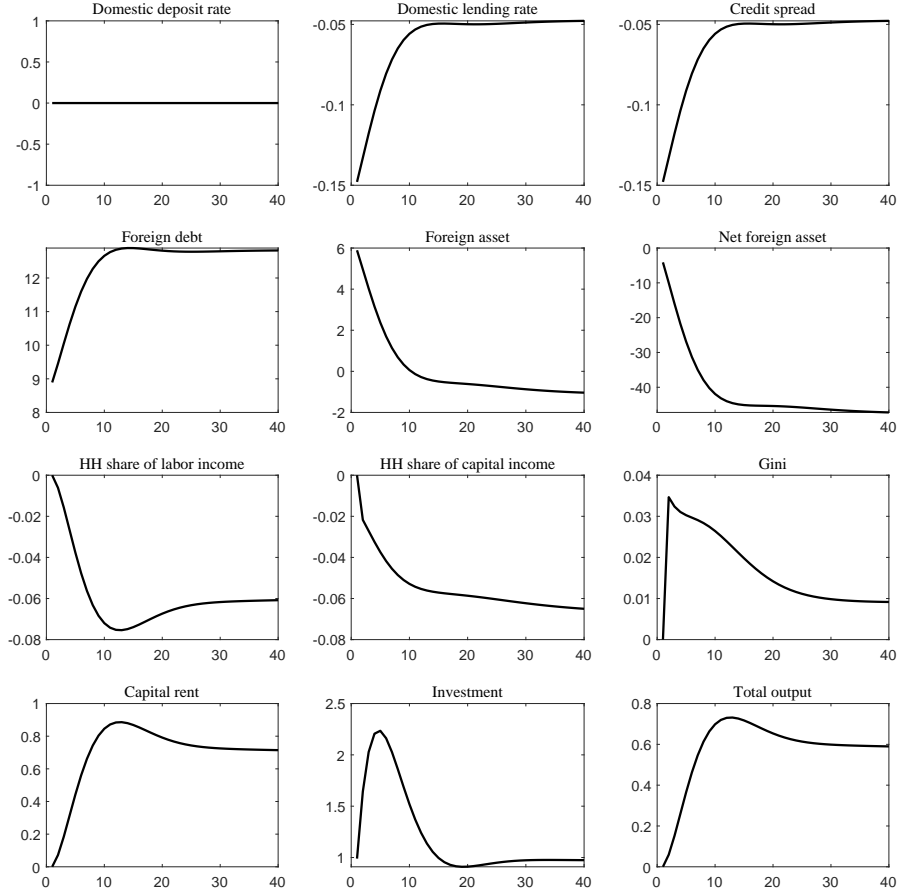 Domestic deposit rate
1
0.5
0
-0.5
-1
0 10 20 30 40
Domestic lending rate
-0.05
-0.1
-0.15
0 10 20 30 40
Credit spread
-0.05
-0.1
-0.15
0 10 20 30 40
Foreign debt
12
11
10
9
8
0 10 20 30 40
Foreign asset
6
4
2
0
-2
0 10 20 30 40
Net foreign asset
0
-10
-20
-30
-40
0 10 20 30 40
HH share of labor income
0
-0.02
-0.04
-0.06
-0.08
0 10 20 30 40
HH share of capital income
0
-0.02
-0.04
-0.06
-0.08
0 10 20 30 40
Gini
0.04
0.03
0.02
0.01
0
0 10 20 30 40
Capital rent
1
0.8
0.6
0.4
0.2
0
0 10 20 30 40
Investment
2.5
2
1.5
1
0 10 20 30 40
Total output
0.8
0.6
0.4
0.2
0
0 10 20 30 40